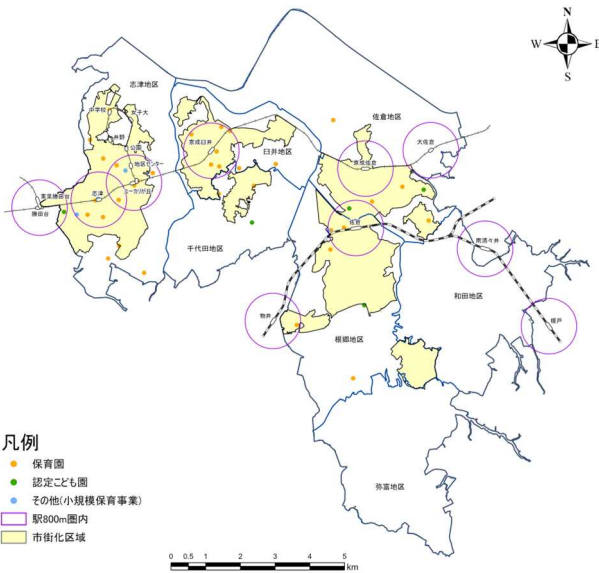 N
W
E
S
志津地区
佐倉地区
中学校
女子大
井野
公園
地区センター
ユーカリが丘
京成臼井
臼井地区
大佐倉
京成佐倉
志津
勝田台
佐倉
南酒々井
千代田地区
和田地区
物井
榎戸
根郷地区
弥富地区
凡例
保育園
認定こども園
その他(小規模保育事業)
駅800m圏内
市街化区域
0 0.5 1 2 3 4 5
km